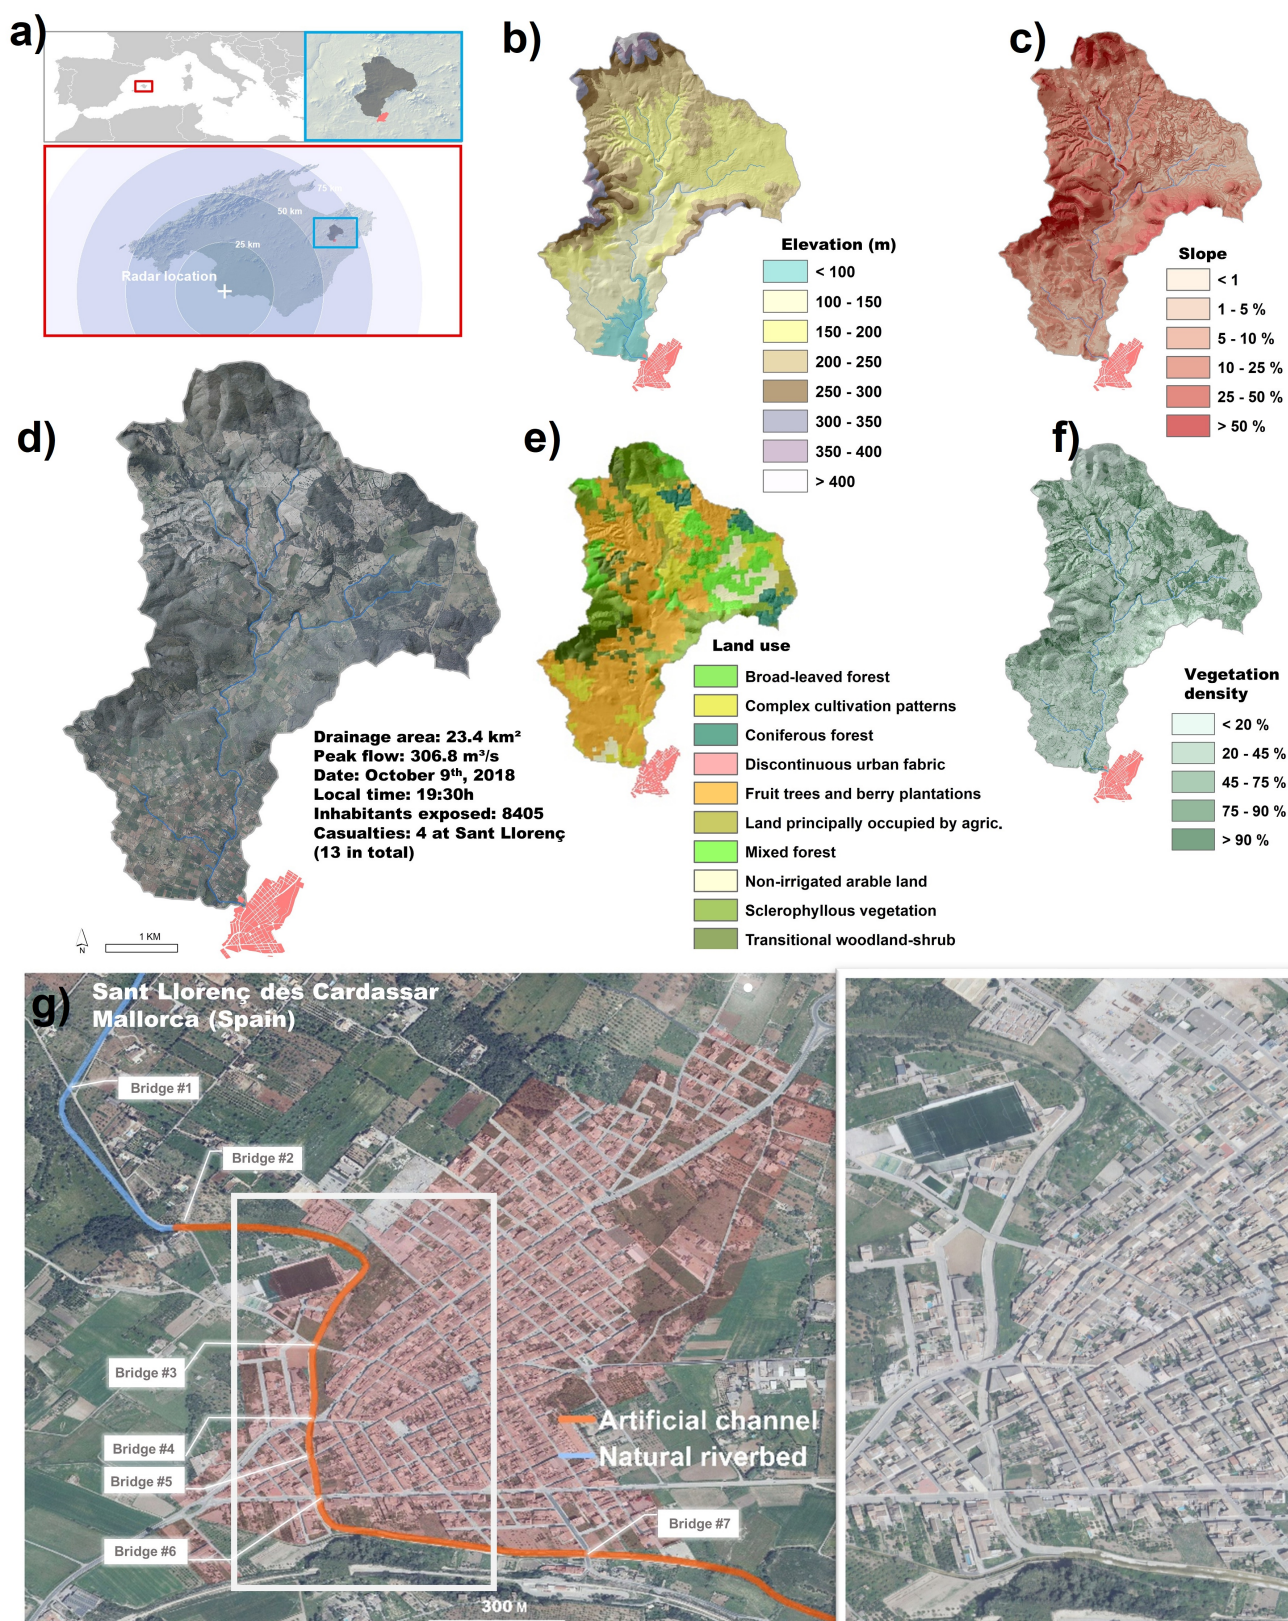 a)
75 km
50 km
25 km
Radar location
b)
Elevation (m)
< 100
100 - 150
150 - 200
200 - 250
250 - 300
300 - 350
350 - 400
> 400
c)
Slope
< 1
1 - 5 %
5 - 10 %
10 - 25 %
25 - 50 %
> 50 %
d)
Drainage area: 23.4 km²
Peak flow: 306.8 m³/s
Date: October 9th, 2018
Local time: 19:30h
Inhabitants exposed: 8405
Casualties: 4 at Sant Llorenç
(13 in total)
N
1 KM
e)
Land use
Broad-leaved forest
Complex cultivation patterns
Coniferous forest
Discontinuous urban fabric
Fruit trees and berry plantations
Land principally occupied by agric.
Mixed forest
Non-irrigated arable land
Sclerophyllous vegetation
Transitional woodland-shrub
f)
Vegetation
density
< 20 %
20 - 45 %
45 - 75 %
75 - 90 %
> 90 %
g)
Sant Llorenç des Cardassar
Mallorca (Spain)
Bridge #1
Bridge #2
Bridge #3
Bridge #4
Bridge #5
Bridge #6
Bridge #7
Artificial channel
Natural riverbed
300 M